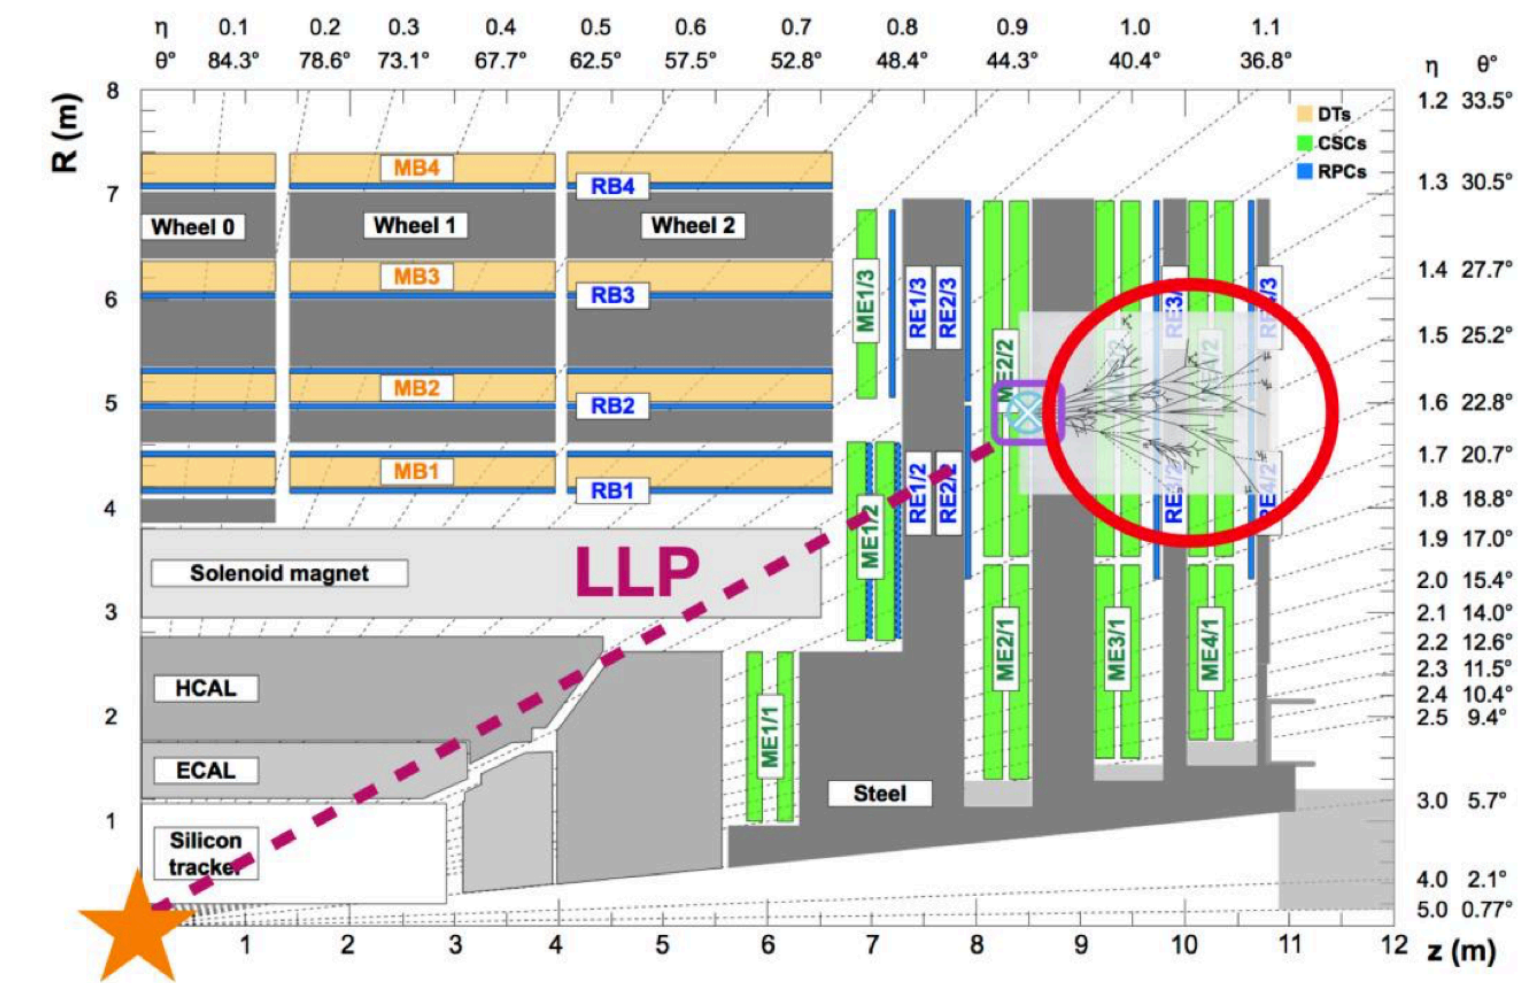 η 0.1 0.2 0.3 0.4 0.5 0.6 0.7 0.8 0.9 1.0 1.1
θ° 84.3° 78.6° 73.1° 67.7° 62.5° 57.5° 52.8° 48.4° 44.3° 40.4° 36.8°
η θ°
R (m)
8
7
6
5
4
3
2
1
1.2 33.5°
1.3 30.5°
1.4 27.7°
1.5 25.2°
1.6 22.8°
1.7 20.7°
1.8 18.8°
1.9 17.0°
2.0 15.4°
2.1 14.0°
2.2 12.6°
2.3 11.5°
2.4 10.4°
2.5 9.4°
3.0 5.7°
4.0 2.1°
5.0 0.77°
DTs
CSCs
RPCs
MB4
RB4
Wheel 0 Wheel 1 Wheel 2
MB3
RB3
MB2
RB2
MB1
RB1
ME1/3
RE1/3
RE2/3
ME2/2
ME1/2
RE1/2
RE2/2
RE4/2
Solenoid magnet
LLP
HCAL
ECAL
Silicon
tracker
ME1/1
ME2/1
ME3/1
ME4/1
Steel
1 2 3 4 5 6 7 8 9 10 11 12 z (m)